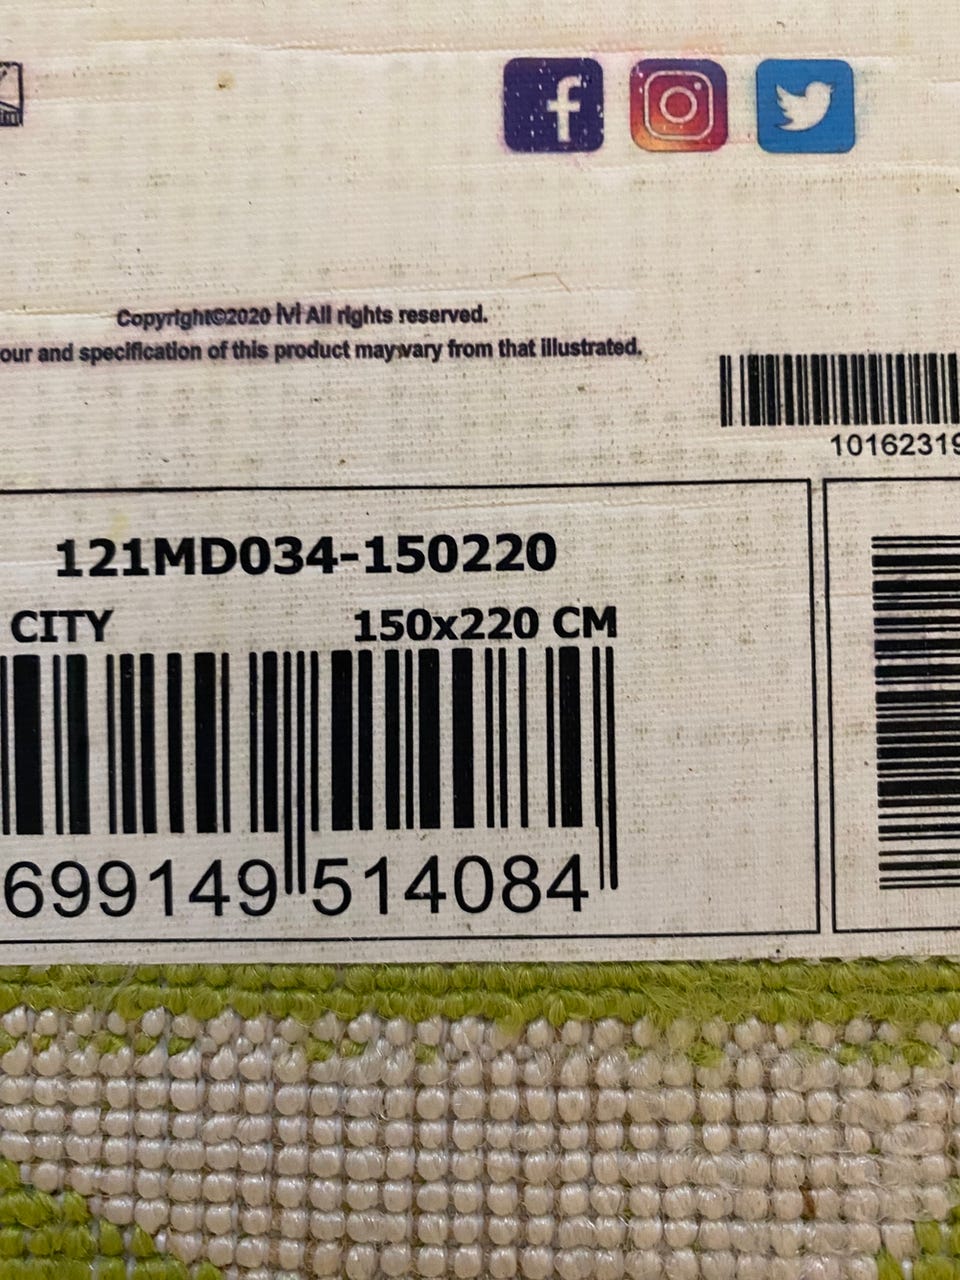 Copyright©2020 ivi All rights reserved.
our and specification of this product may vary from that illustrated.
10162319
121MD034-150220
CITY 150x220 CM
699149 514084